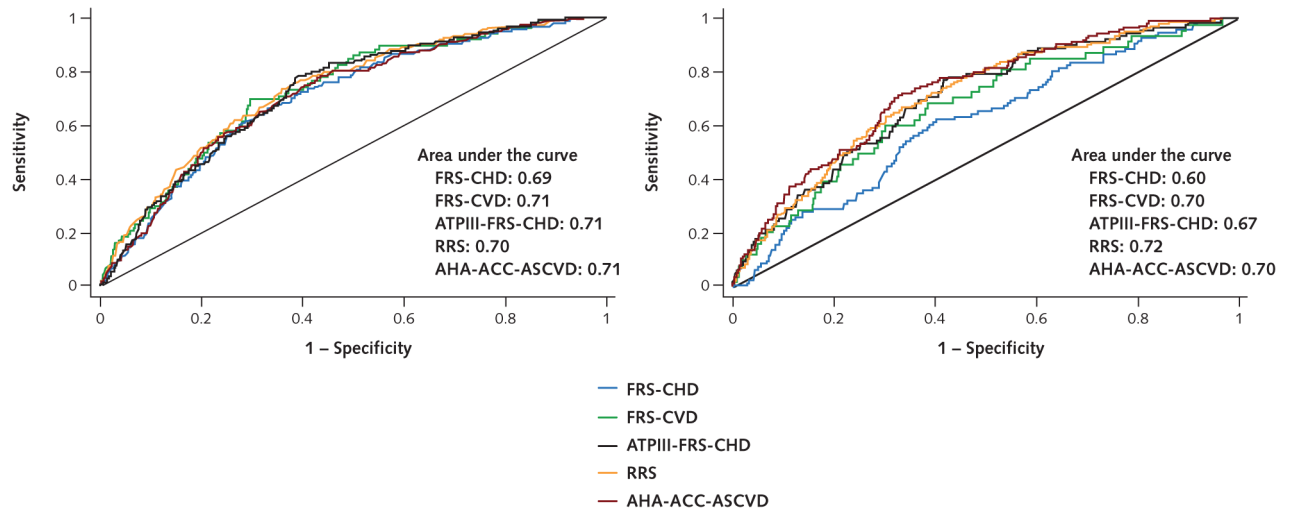 1
0.8
0.6
0.4
0.2
0
Sensitivity
Area under the curve
FRS-CHD: 0.69
FRS-CVD: 0.71
ATPIII-FRS-CHD: 0.71
RRS: 0.70
AHA-ACC-ASCVD: 0.71
0 0.2 0.4 0.6 0.8 1
1 – Specificity
1
0.8
0.6
0.4
0.2
0
Sensitivity
Area under the curve
FRS-CHD: 0.60
FRS-CVD: 0.70
ATPIII-FRS-CHD: 0.67
RRS: 0.72
AHA-ACC-ASCVD: 0.70
0 0.2 0.4 0.6 0.8 1
1 – Specificity
FRS-CHD
FRS-CVD
ATPIII-FRS-CHD
RRS
AHA-ACC-ASCVD